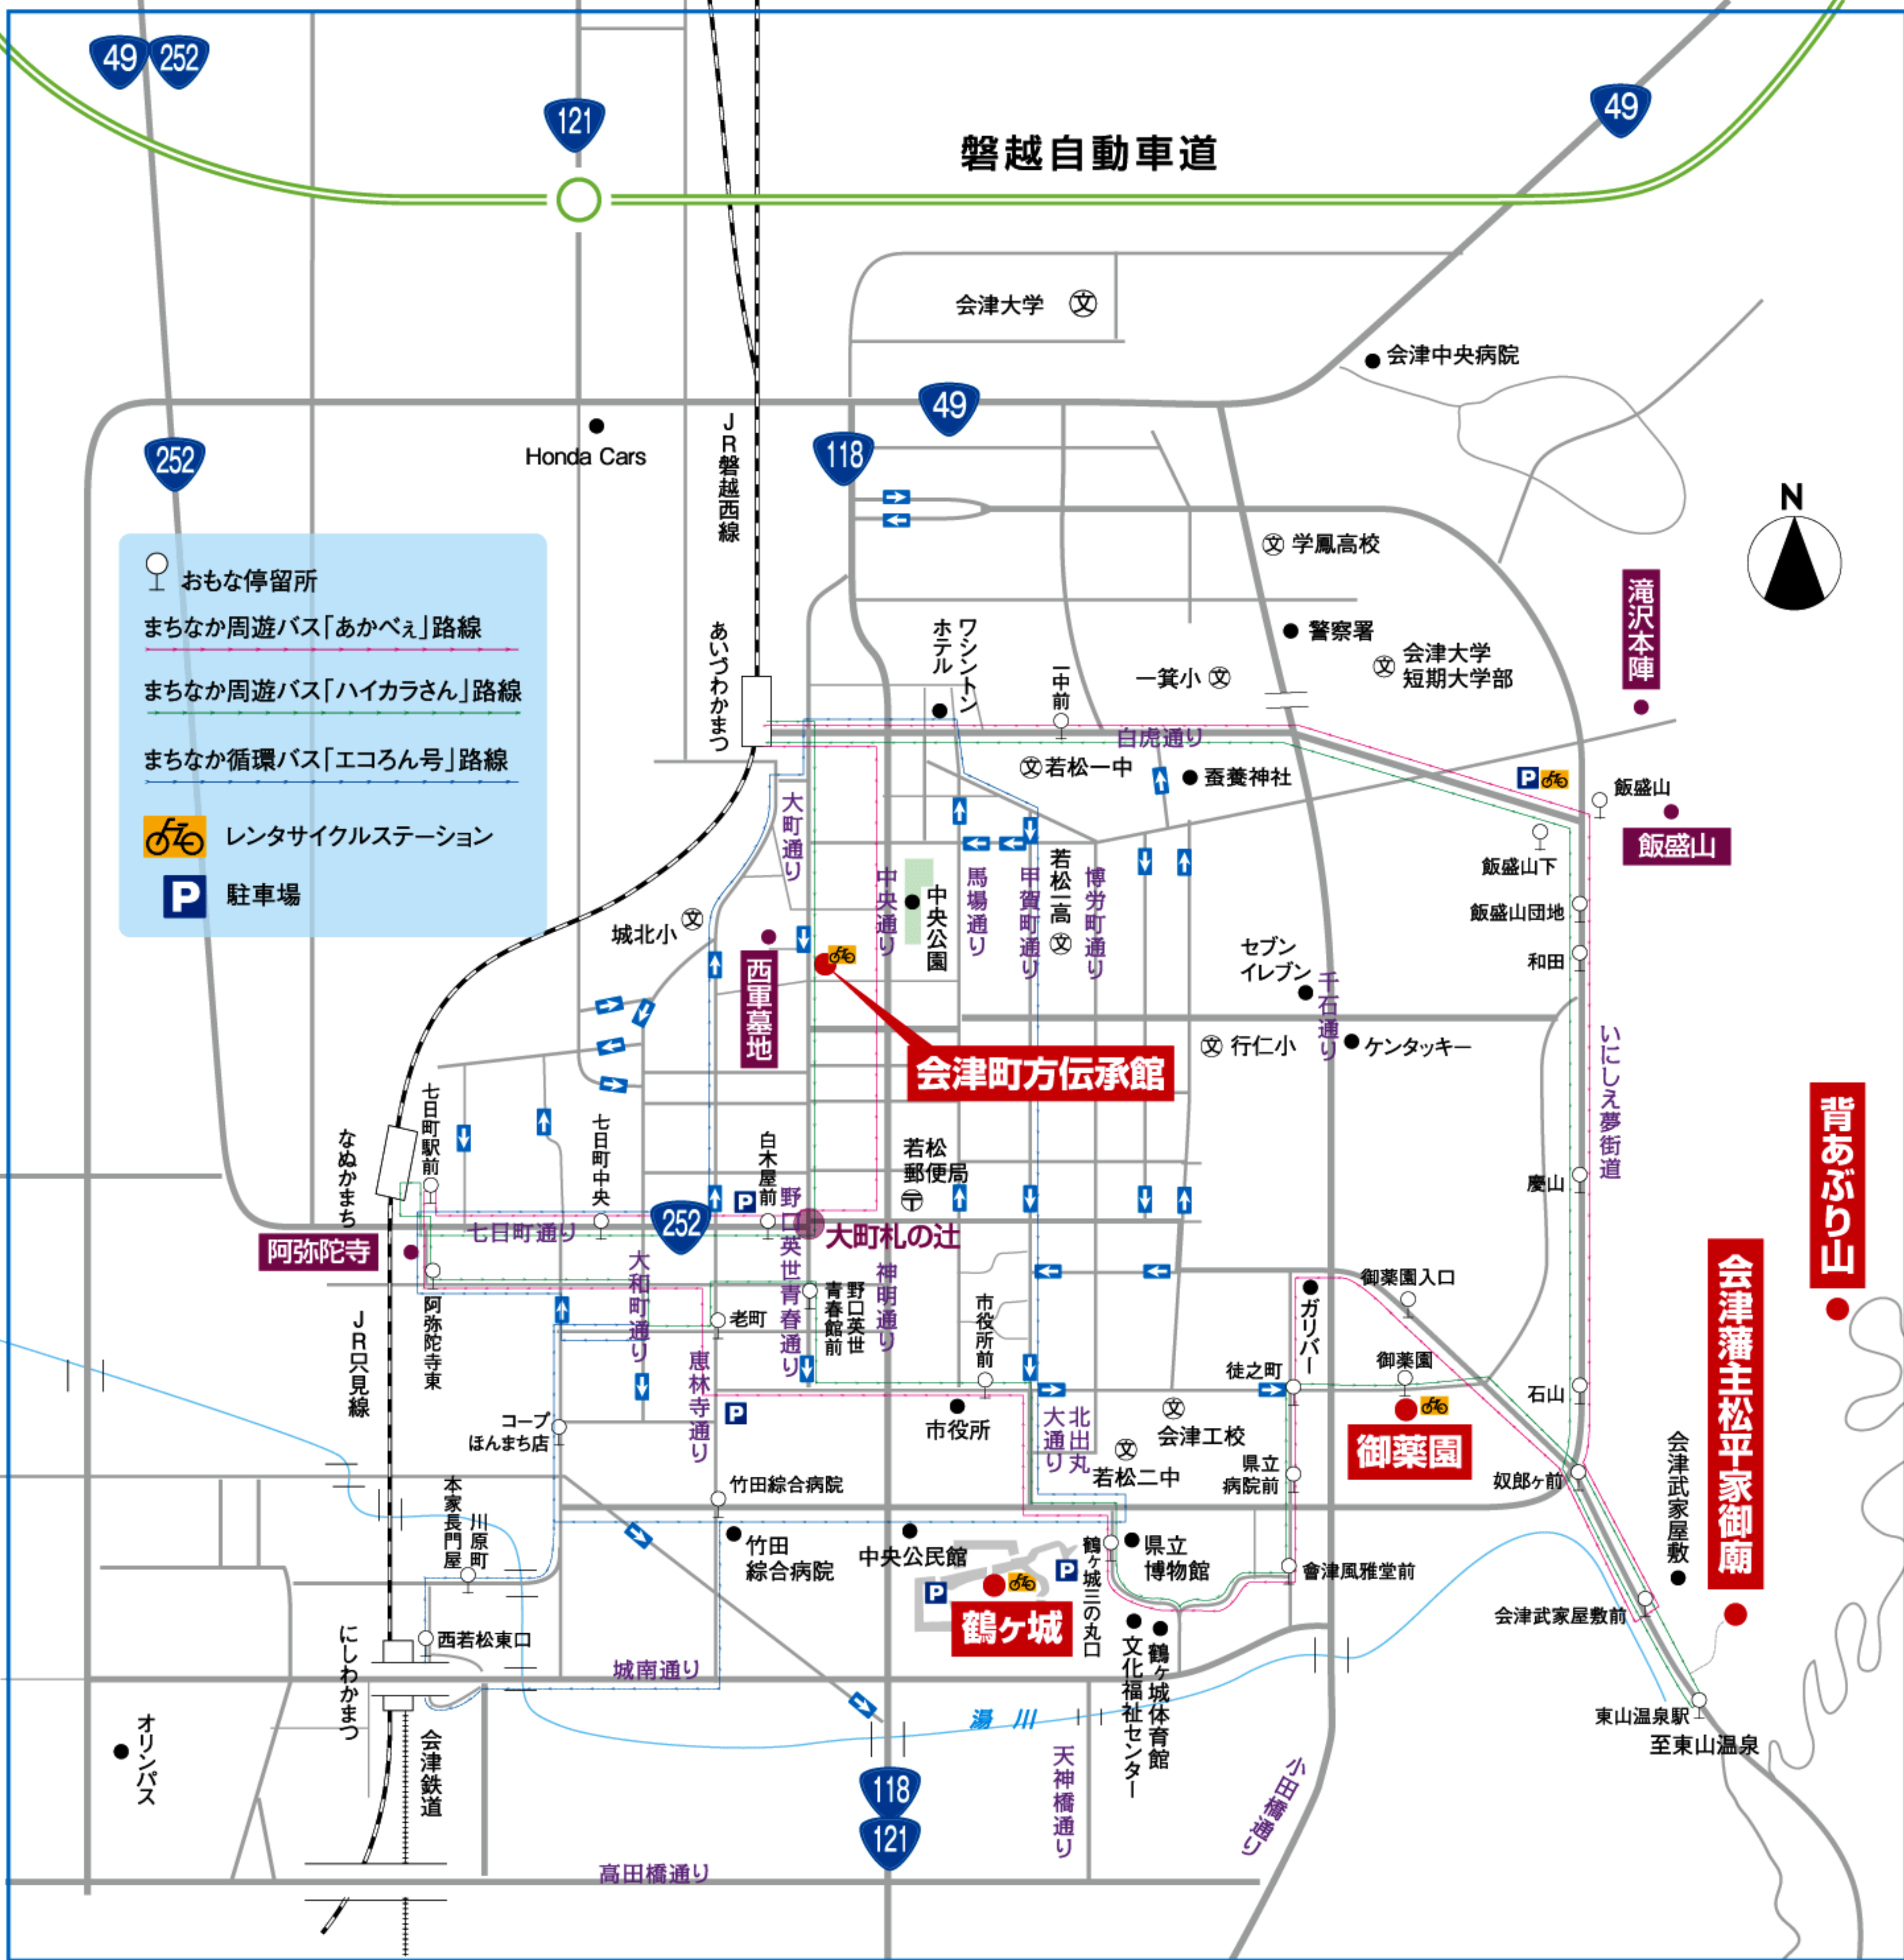 49
252
121
49
磐越自動車道
会津大学
文
会津中央病院
49
118
252
Honda Cars
JR磐越西線
N
文 学鳳高校
おもな停留所
まちなか周遊バス「あかべぇ」路線
まちなか周遊バス「ハイカラさん」路線
まちなか循環バス「エコろん号」路線
レンタサイクルステーション
P 駐車場
滝沢本陣
警察署
文 会津大学
短期大学部
あいづわかまつ
ワシントン
ホテル
一中前
一箕小 文
白虎通り
文 若松一中
蚕養神社
P
飯盛山
飯盛山
飯盛山下
飯盛山団地
和田
大町通り
中央通り
中央公園
馬場通り
甲賀町通り
若松一高
文
博労町通り
城北小 文
西軍墓地
セブン
イレブン
千石通り
文 行仁小
ケンタッキー
いにしえ夢街道
会津町方伝承館
背あぶり山
七日町駅前
なぬかまち
七日町中央
白木屋前
P
若松
郵便局
〒
慶山
七日町通り
252
野口英世青春通り
大町札の辻
阿弥陀寺
大和町通り
神明通り
青春館前
野口英世
老町
阿弥陀寺東
JR只見線
恵林寺通り
P
市役所前
市役所
ガリバー
御薬園入口
徒之町
御薬園
御薬園
石山
会津藩主松平家御廟
コープ
ほんまち店
北出丸
大通り
文
会津工校
文
若松二中
県立
病院前
奴郎ヶ前
会津武家屋敷
本家長門屋
川原町
竹田綜合病院
竹田
綜合病院
中央公民館
P
P
鶴ヶ城
鶴ヶ城三の丸口
県立
博物館
會津風雅堂前
会津武家屋敷前
にしわかまつ
西若松東口
城南通り
文化福祉センター
鶴ヶ城体育館
東山温泉駅
至東山温泉
湯川
オリンパス
会津鉄道
118
121
天神橋通り
小田橋通り
高田橋通り